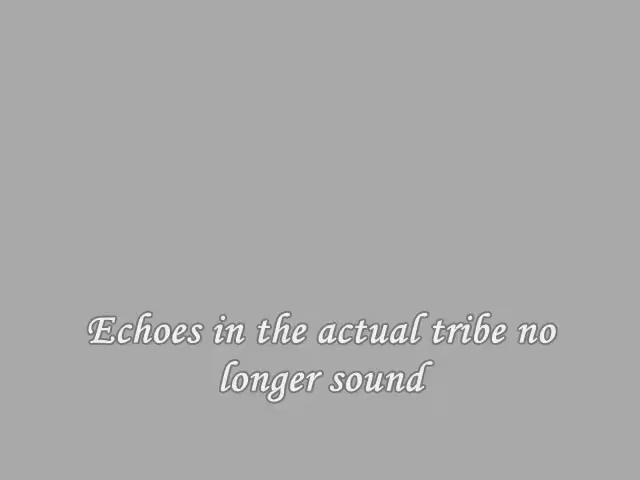 Echoes in the actual tribe no
longer sound